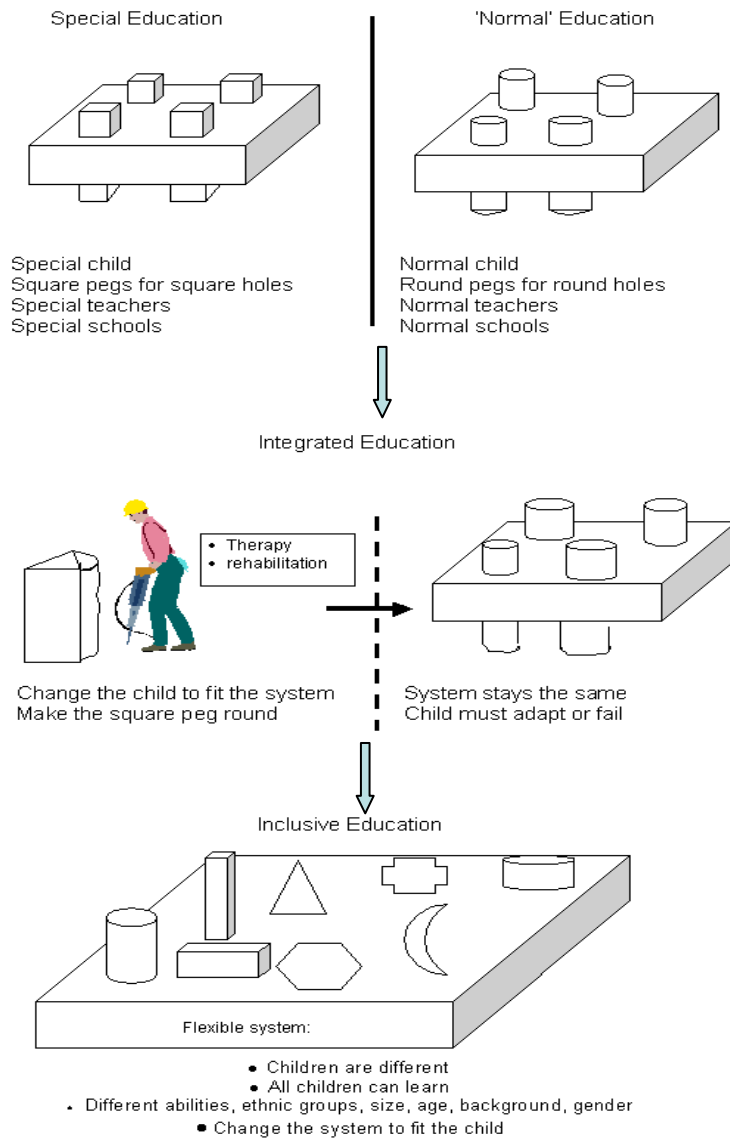 Special Education
'Normal' Education
Special child
Square pegs for square holes
Special teachers
Special schools
Normal child
Round pegs for round holes
Normal teachers
Normal schools
Integrated Education
• Therapy
• rehabilitation
Change the child to fit the system
Make the square peg round
System stays the same
Child must adapt or fail
Inclusive Education
Flexible system:
• Children are different
• All children can learn
• Different abilities, ethnic groups, size, age, background, gender
• Change the system to fit the child